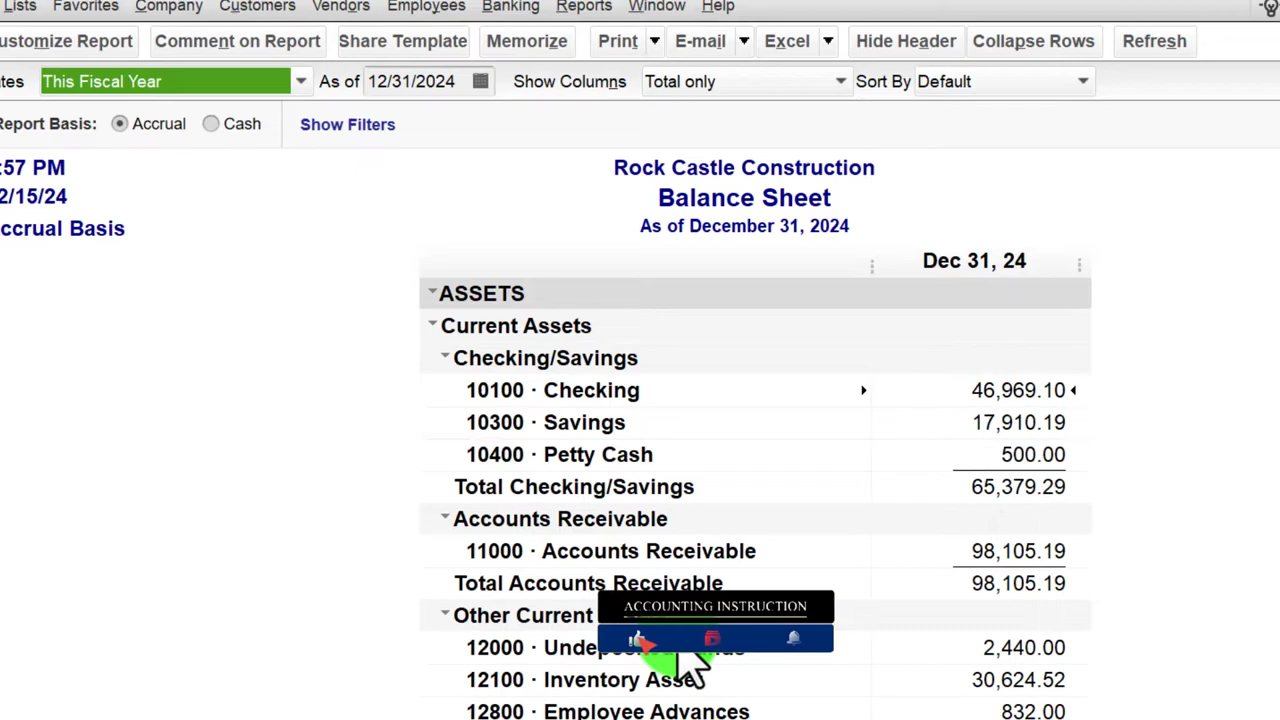 Lists Favorites Company Customers Vendors Employees Banking Reports Window Help
ustomize Report Comment on Report Share Template Memorize Print E-mail Excel Hide Header Collapse Rows Refresh
ates This Fiscal Year As of 12/31/2024 Show Columns Total only Sort By Default
Report Basis: Accrual Cash Show Filters
:57 PM
2/15/24
ccrual Basis
Rock Castle Construction
Balance Sheet
As of December 31, 2024
Dec 31, 24
ASSETS
Current Assets
Checking/Savings
10100 · Checking 46,969.10
10300 · Savings 17,910.19
10400 · Petty Cash 500.00
Total Checking/Savings 65,379.29
Accounts Receivable
11000 · Accounts Receivable 98,105.19
Total Accounts Receivable 98,105.19
ACCOUNTING INSTRUCTION
Other Current
12000 · 2,440.00
12100 · Inventory 30,624.52
12800 · Employee Advances 832.00